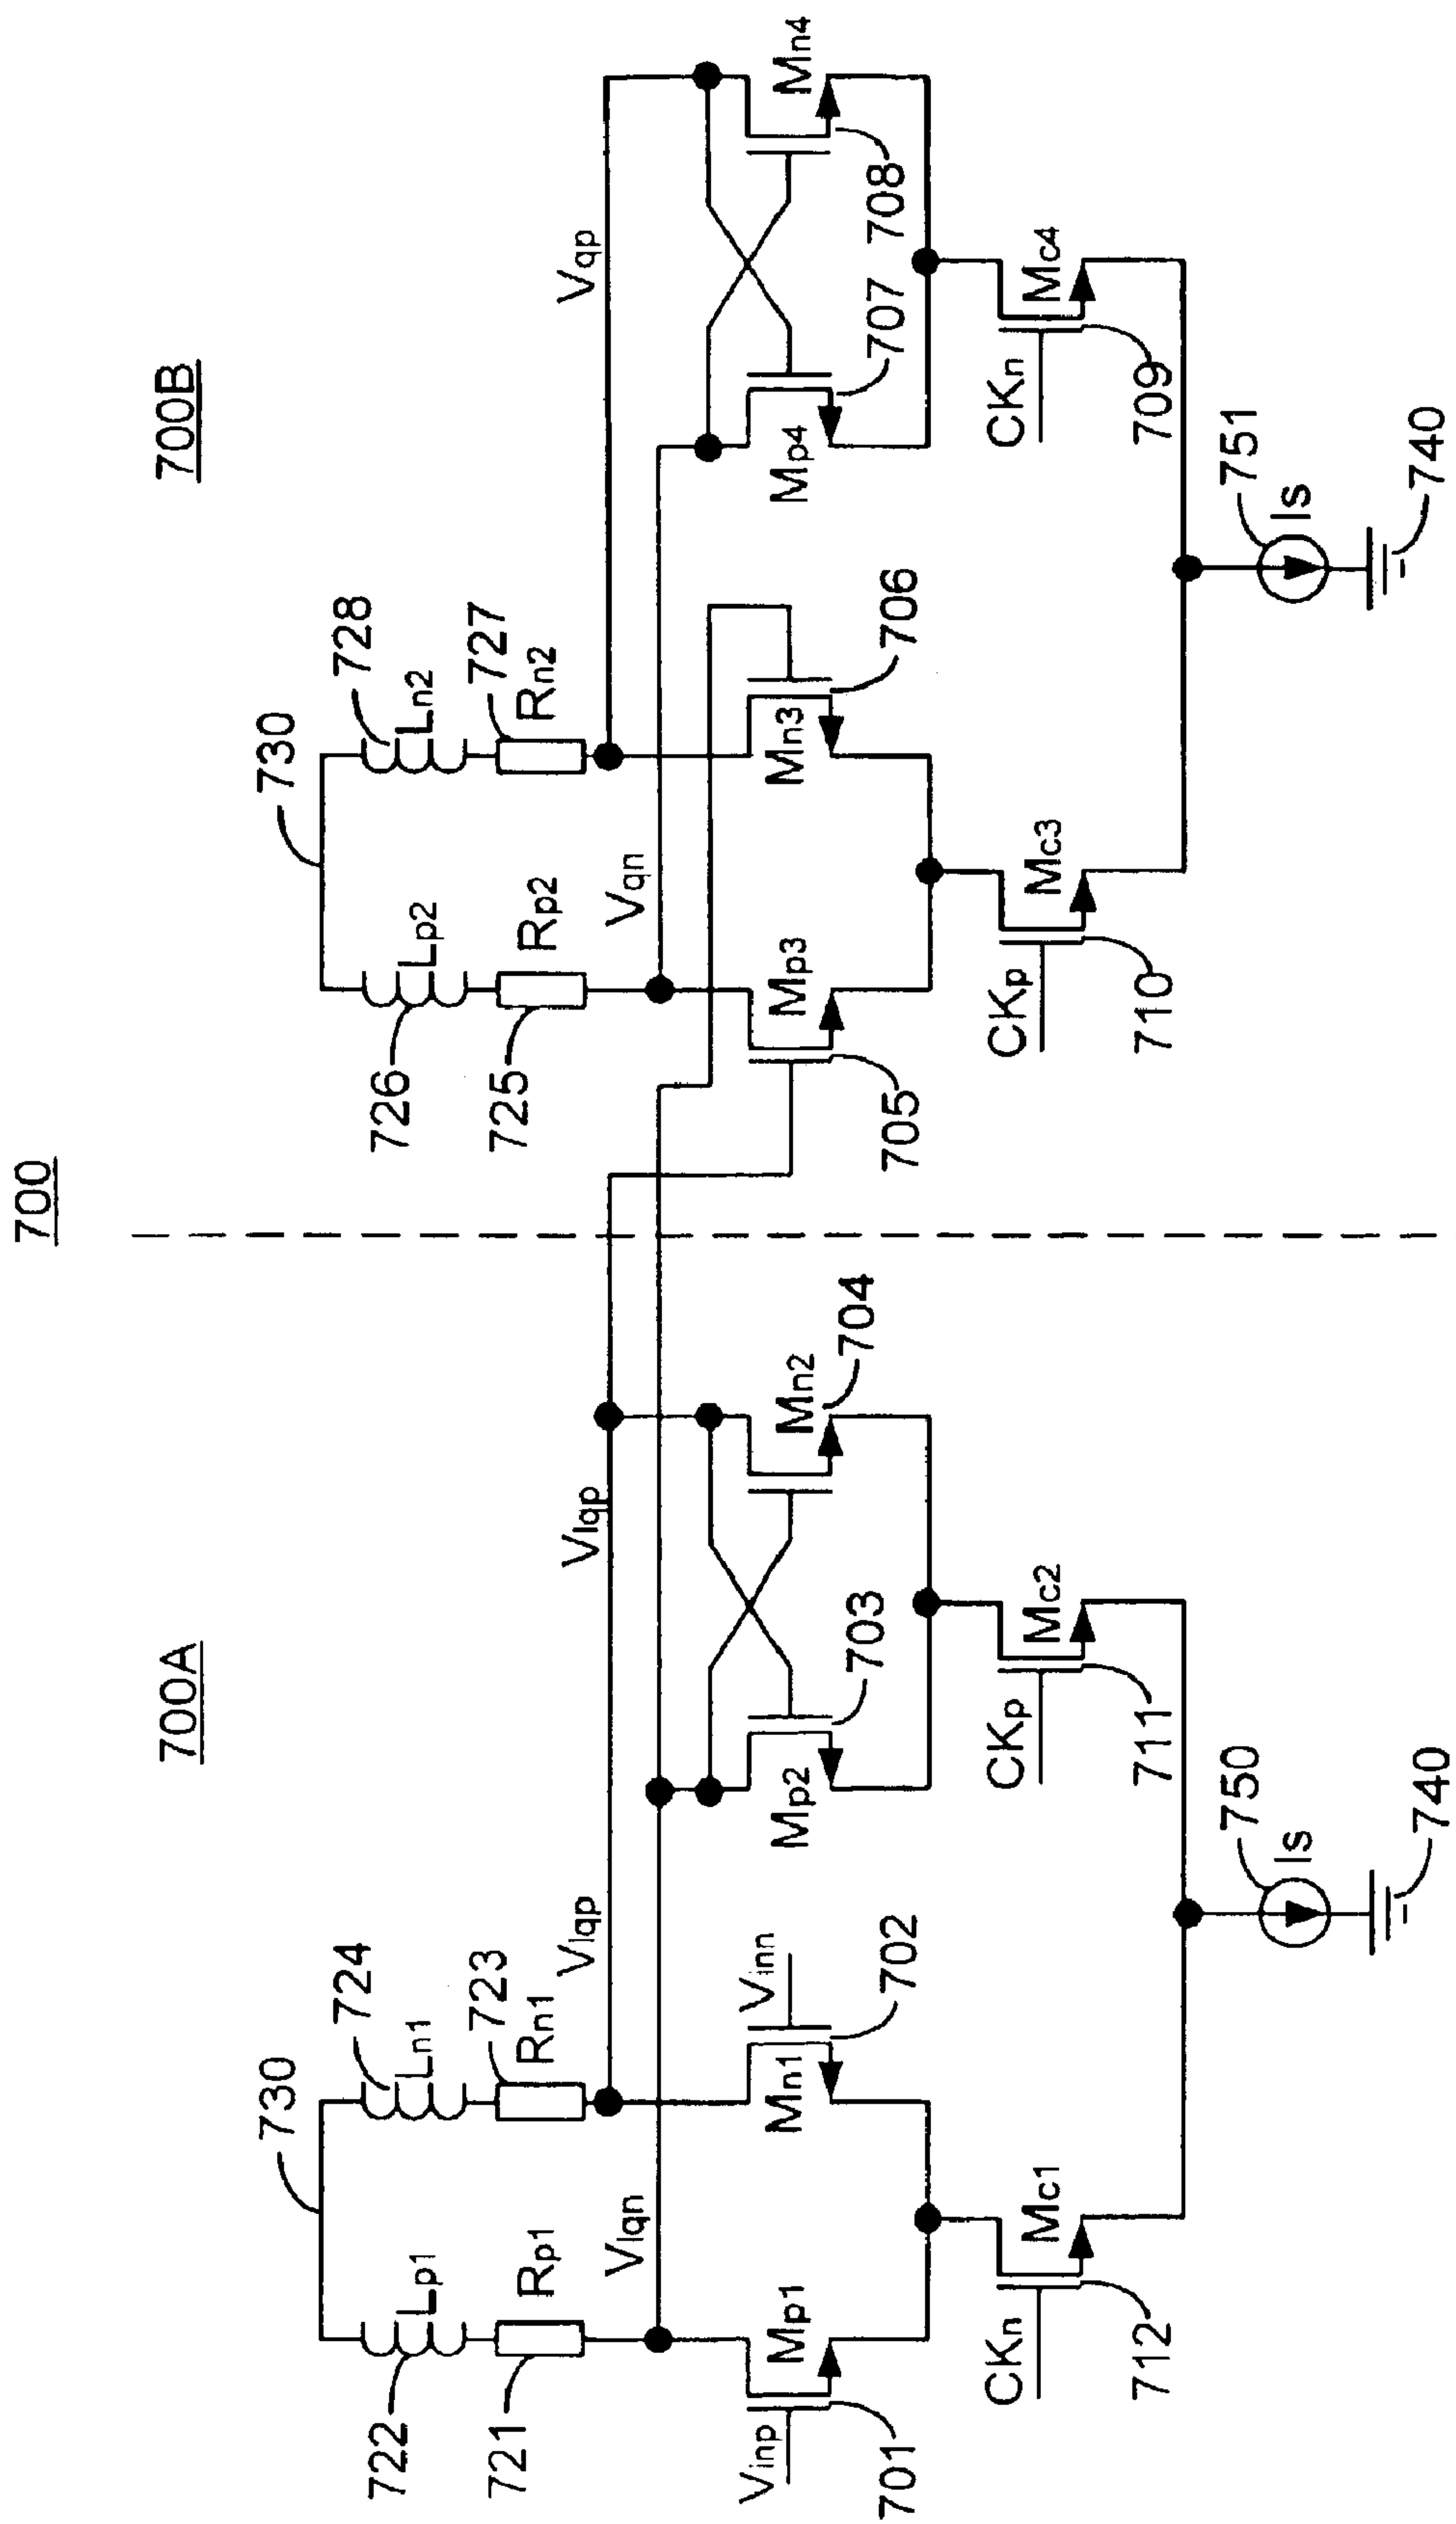 700
700A
700B
730
722
Lp1
724
Ln1
721
Rp1
723
Rn1
Vlqn
Vlqp
Vlqp
Vinp
Mp1
701
Mn1
Vinn
702
Mp2
703
Mn2
704
CKn
Mc1
712
CKp
Mc2
711
750
Is
740
730
726
Lp2
728
Ln2
725
Rp2
727
Rn2
Vqn
Vqp
705
Mp3
Mn3
706
Mp4
707
708
Mn4
CKp
Mc3
710
CKn
Mc4
709
751
Is
740